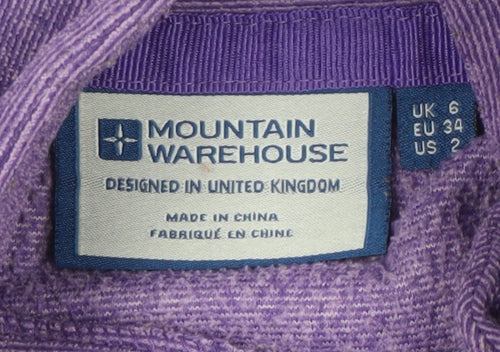 MOUNTAIN
WAREHOUSE
DESIGNED IN UNITED KINGDOM
MADE IN CHINA
FABRIQUÉ EN CHINE
UK 6
EU 34
US 2